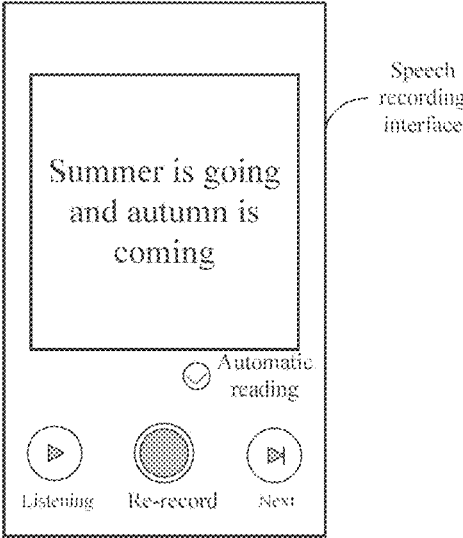 Speech
recording
interface
Summer is going
and autumn is
coming
Automatic
reading
Listening
Re-record
Next